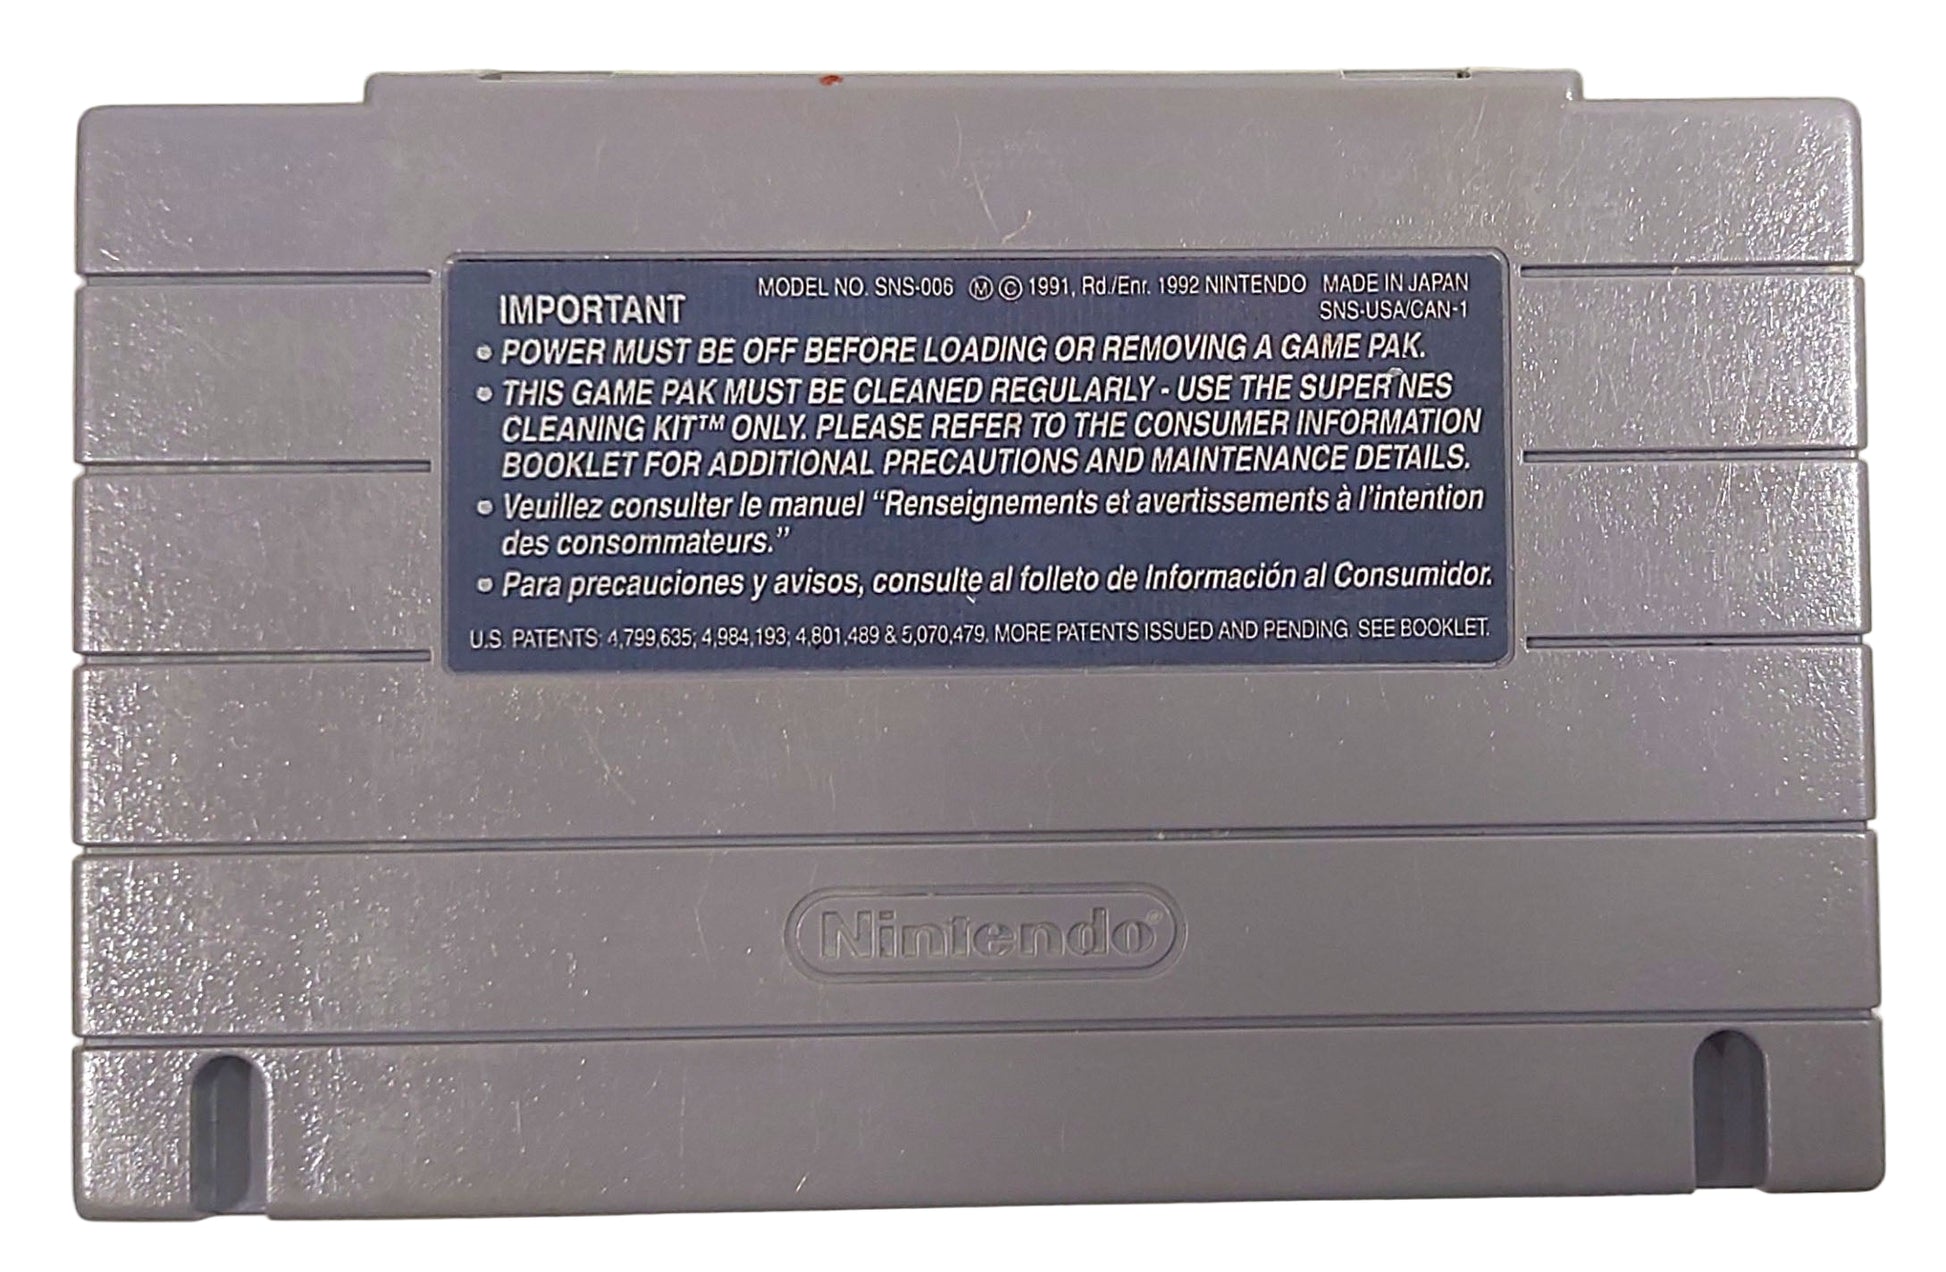 MODEL NO. SNS-006 Ⓜ © 1991, Rd./Enr. 1992 NINTENDO MADE IN JAPAN
SNS-USA/CAN-1
IMPORTANT
• POWER MUST BE OFF BEFORE LOADING OR REMOVING A GAME PAK.
• THIS GAME PAK MUST BE CLEANED REGULARLY - USE THE SUPER NES
CLEANING KIT™ ONLY. PLEASE REFER TO THE CONSUMER INFORMATION
BOOKLET FOR ADDITIONAL PRECAUTIONS AND MAINTENANCE DETAILS.
• Veuillez consulter le manuel “Renseignements et avertissements à l’intention
des consommateurs.”
• Para precauciones y avisos, consulte al folleto de Información al Consumidor.
U.S. PATENTS: 4,799,635; 4,984,193; 4,801,489 & 5,070,479. MORE PATENTS ISSUED AND PENDING. SEE BOOKLET.
Nintendo®